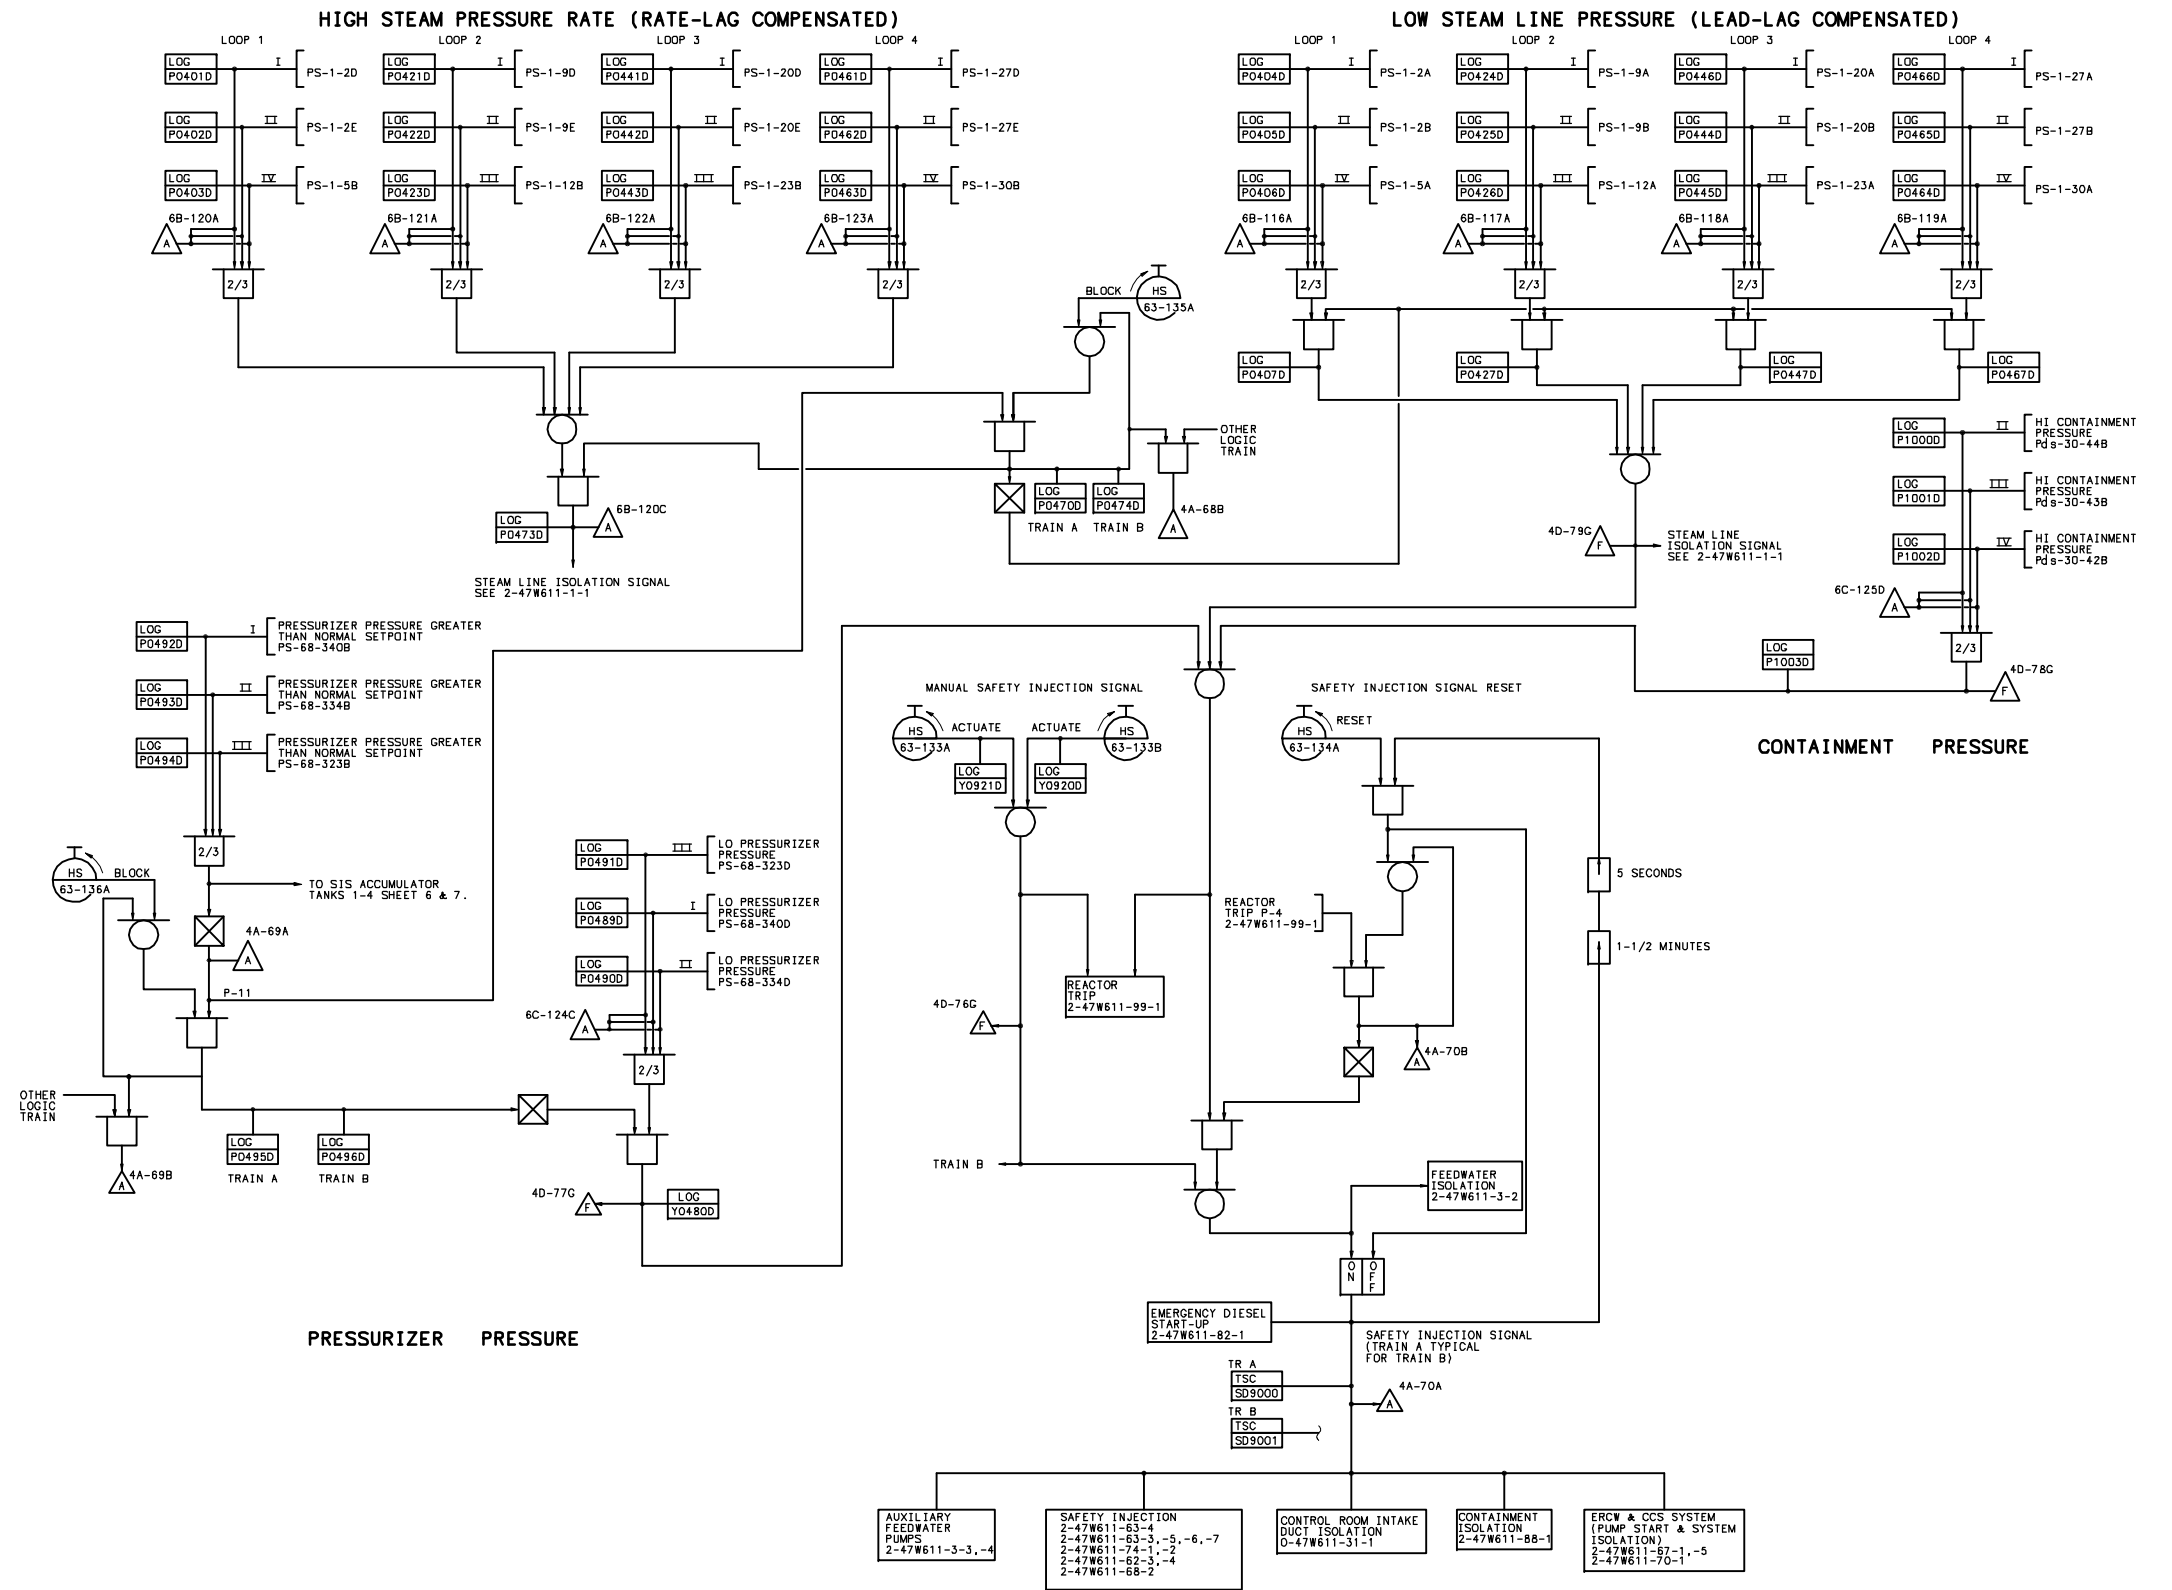 HIGH STEAM PRESSURE RATE (RATE-LAG COMPENSATED)
LOOP 1
LOOP 2
LOOP 3
LOOP 4
LOG
P0401D
I
PS-1-2D
LOG
P0421D
I
PS-1-9D
LOG
P0441D
I
PS-1-20D
LOG
P0461D
I
PS-1-27D
LOG
P0402D
II
PS-1-2E
LOG
P0422D
II
PS-1-9E
LOG
P0442D
II
PS-1-20E
LOG
P0462D
II
PS-1-27E
LOG
P0403D
IV
PS-1-5B
LOG
P0423D
III
PS-1-12B
LOG
P0443D
III
PS-1-23B
LOG
P0463D
IV
PS-1-30B
6B-120A
A
6B-121A
A
6B-122A
A
6B-123A
A
2/3
2/3
2/3
2/3
LOW STEAM LINE PRESSURE (LEAD-LAG COMPENSATED)
LOOP 1
LOOP 2
LOOP 3
LOOP 4
LOG
P0404D
I
PS-1-2A
LOG
P0424D
I
PS-1-9A
LOG
P0446D
I
PS-1-20A
LOG
P0466D
I
PS-1-27A
LOG
P0405D
II
PS-1-2B
LOG
P0425D
II
PS-1-9B
LOG
P0444D
II
PS-1-20B
LOG
P0465D
II
PS-1-27B
LOG
P0406D
IV
PS-1-5A
LOG
P0426D
III
PS-1-12A
LOG
P0445D
III
PS-1-23A
LOG
P0464D
IV
PS-1-30A
6B-116A
A
6B-117A
A
6B-118A
A
6B-119A
A
2/3
2/3
2/3
2/3
BLOCK
HS
63-135A
LOG
P0407D
LOG
P0427D
LOG
P0447D
LOG
P0467D
OTHER
LOGIC
TRAIN
LOG
P0473D
6B-120C
A
LOG
P0470D
LOG
P0474D
TRAIN A
TRAIN B
4A-68B
A
STEAM LINE ISOLATION SIGNAL
SEE 2-47W611-1-1
4D-79G
F
STEAM LINE
ISOLATION SIGNAL
SEE 2-47W611-1-1
LOG
P1000D
II
HI CONTAINMENT
PRESSURE
Pds-30-44B
LOG
P1001D
III
HI CONTAINMENT
PRESSURE
Pds-30-43B
LOG
P1002D
IV
HI CONTAINMENT
PRESSURE
Pds-30-42B
6C-125D
A
2/3
LOG
P1003D
4D-78G
F
CONTAINMENT PRESSURE
LOG
P0492D
I
PRESSURIZER PRESSURE GREATER
THAN NORMAL SETPOINT
PS-68-340B
LOG
P0493D
II
PRESSURIZER PRESSURE GREATER
THAN NORMAL SETPOINT
PS-68-334B
LOG
P0494D
III
PRESSURIZER PRESSURE GREATER
THAN NORMAL SETPOINT
PS-68-323B
2/3
HS
63-136A
BLOCK
TO SIS ACCUMULATOR
TANKS 1-4 SHEET 6 & 7.
4A-69A
A
P-11
OTHER
LOGIC
TRAIN
4A-69B
A
LOG
P0495D
TRAIN A
LOG
P0496D
TRAIN B
LOG
P0491D
III
LO PRESSURIZER
PRESSURE
PS-68-323D
LOG
P0489D
I
LO PRESSURIZER
PRESSURE
PS-68-340D
LOG
P0490D
II
LO PRESSURIZER
PRESSURE
PS-68-334D
6C-124C
A
2/3
4D-77G
F
LOG
Y0480D
PRESSURIZER PRESSURE
MANUAL SAFETY INJECTION SIGNAL
HS
63-133A
ACTUATE
ACTUATE
HS
63-133B
LOG
Y0921D
LOG
Y0920D
SAFETY INJECTION SIGNAL RESET
HS
63-134A
RESET
REACTOR
TRIP P-4
2-47W611-99-1
5 SECONDS
1-1/2 MINUTES
REACTOR
TRIP
2-47W611-99-1
4D-76G
F
4A-70B
A
TRAIN B
FEEDWATER
ISOLATION
2-47W611-3-2
ON
OFF
EMERGENCY DIESEL
START-UP
2-47W611-82-1
SAFETY INJECTION SIGNAL
(TRAIN A TYPICAL
FOR TRAIN B)
TR A
TSC
SD9000
4A-70A
A
TR B
TSC
SD9001
AUXILIARY
FEEDWATER
PUMPS
2-47W611-3-3,-4
SAFETY INJECTION
2-47W611-63-4
2-47W611-63-3,-5,-6,-7
2-47W611-74-1,-2
2-47W611-62-3,-4
2-47W611-68-2
CONTROL ROOM INTAKE
DUCT ISOLATION
0-47W611-31-1
CONTAINMENT
ISOLATION
2-47W611-88-1
ERCW & CCS SYSTEM
(PUMP START & SYSTEM
ISOLATION)
2-47W611-67-1,-5
2-47W611-70-1